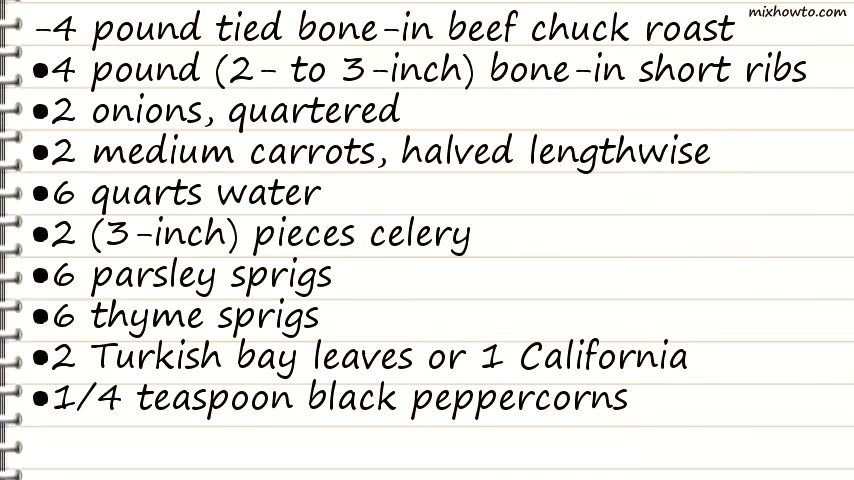 mixhowto.com
-4 pound tied bone-in beef chuck roast
•4 pound (2- to 3-inch) bone-in short ribs
•2 onions, quartered
•2 medium carrots, halved lengthwise
•6 quarts water
•2 (3-inch) pieces celery
•6 parsley sprigs
•6 thyme sprigs
•2 Turkish bay leaves or 1 California
•1/4 teaspoon black peppercorns